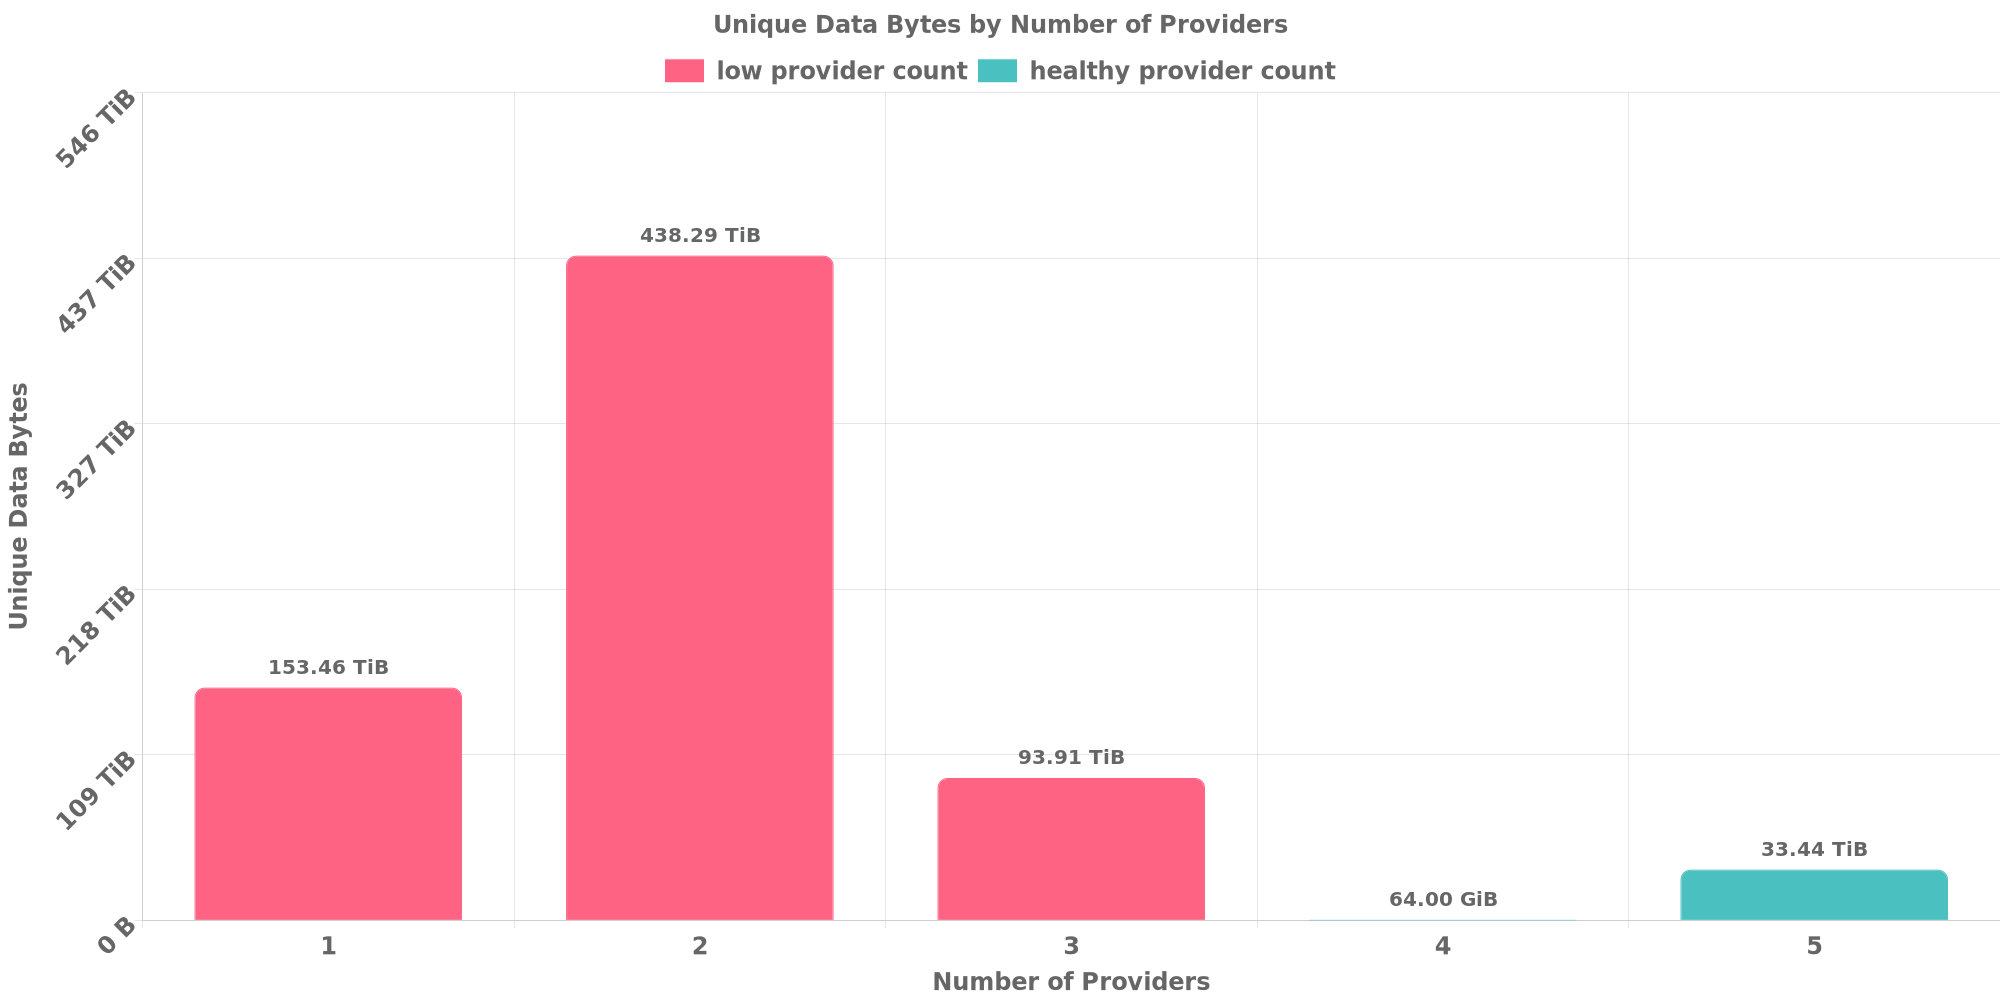 Unique Data Bytes by Number of Providers
low provider count healthy provider count
546 TiB
437 TiB
327 TiB
218 TiB
109 TiB
0 B
Unique Data Bytes
153.46 TiB
438.29 TiB
93.91 TiB
64.00 GiB
33.44 TiB
1 2 3 4 5
Number of Providers